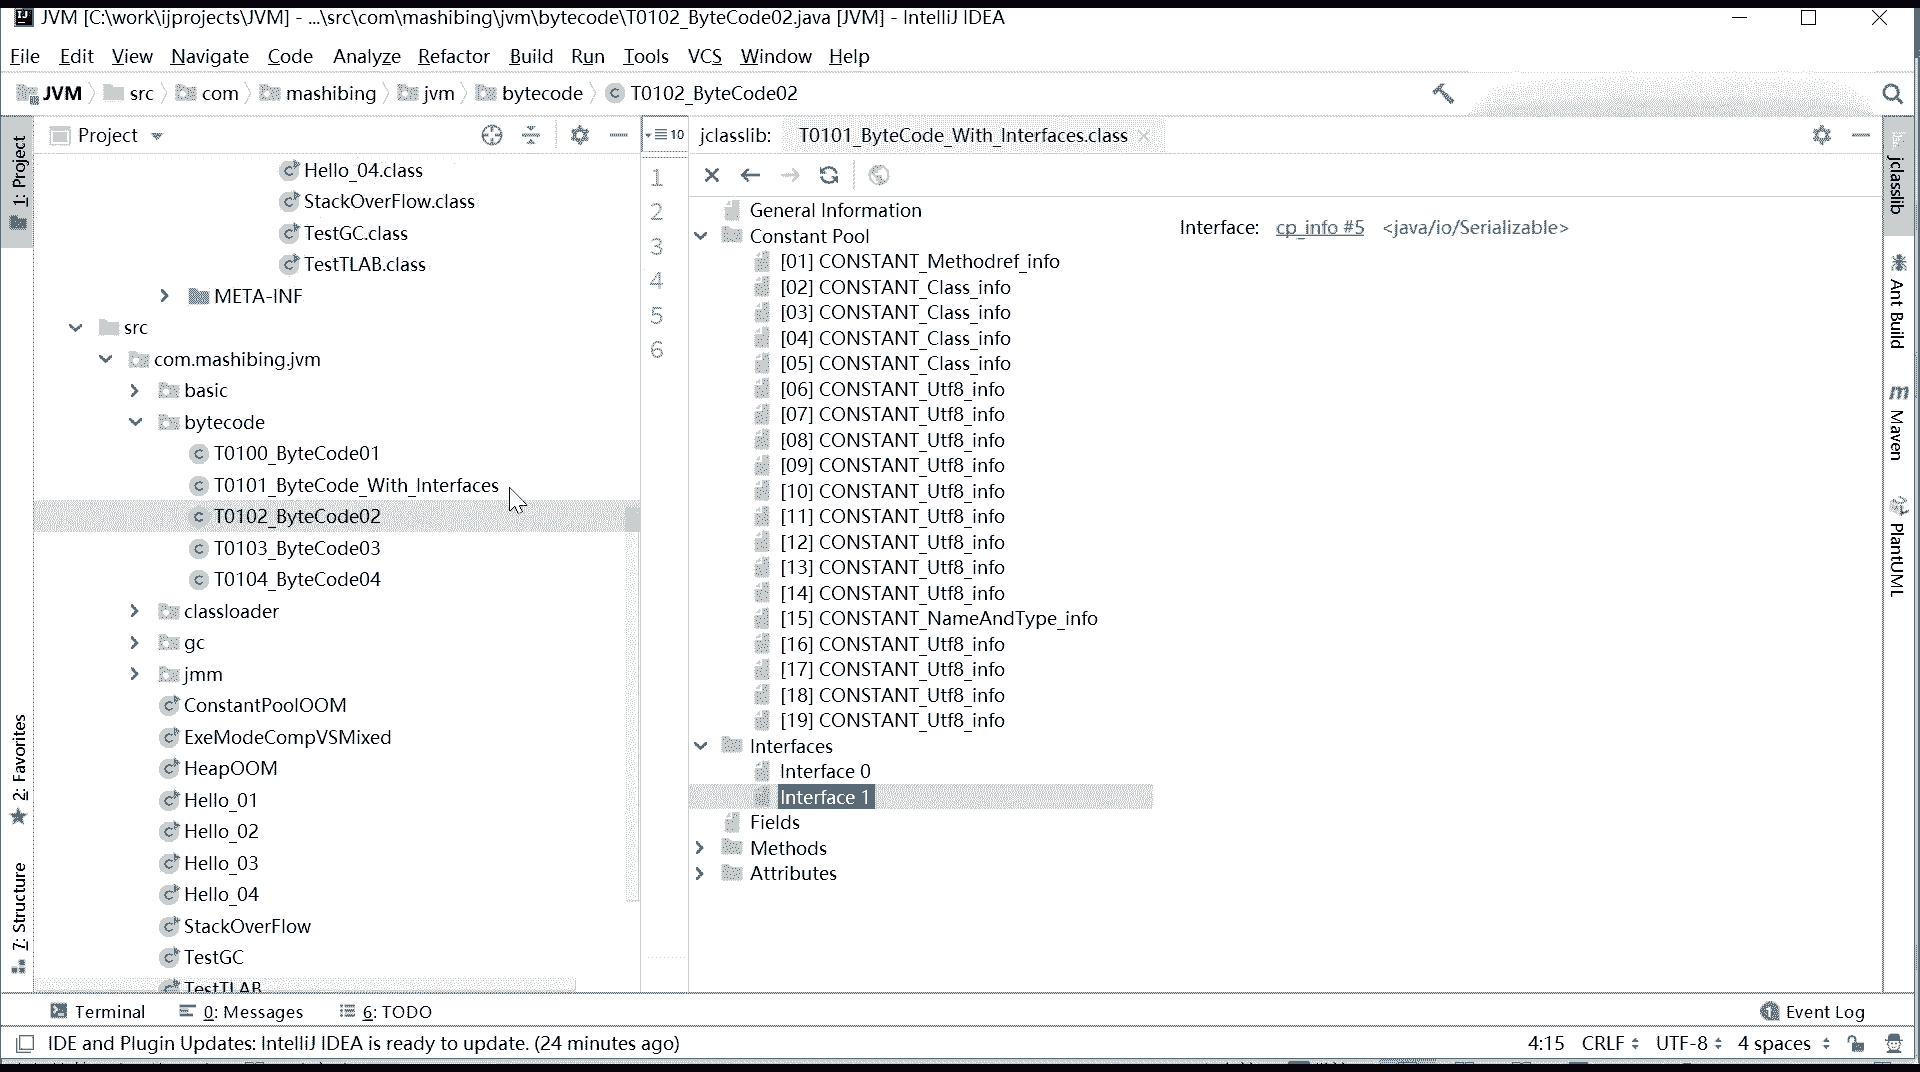 JVM [C:\work\ijprojects\JVM] - ...\src\com\mashibing\jvm\bytecode\T0102_ByteCode02.java [JVM] - IntelliJ IDEA
File Edit View Navigate Code Analyze Refactor Build Run Tools VCS Window Help
JVM src com mashibing jvm bytecode T0102_ByteCode02
1: Project
2: Favorites
7: Structure
Project
Hello_04.class
StackOverFlow.class
TestGC.class
TestTLAB.class
META-INF
src
com.mashibing.jvm
basic
bytecode
T0100_ByteCode01
T0101_ByteCode_With_Interfaces
T0102_ByteCode02
T0103_ByteCode03
T0104_ByteCode04
classloader
gc
jmm
ConstantPoolOOM
ExeModeCompVSMixed
HeapOOM
Hello_01
Hello_02
Hello_03
Hello_04
StackOverFlow
TestGC
TestTLAB
10
1
2
3
4
5
6
jclasslib: T0101_ByteCode_With_Interfaces.class
General Information
Constant Pool
[01] CONSTANT_Methodref_info
[02] CONSTANT_Class_info
[03] CONSTANT_Class_info
[04] CONSTANT_Class_info
[05] CONSTANT_Class_info
[06] CONSTANT_Utf8_info
[07] CONSTANT_Utf8_info
[08] CONSTANT_Utf8_info
[09] CONSTANT_Utf8_info
[10] CONSTANT_Utf8_info
[11] CONSTANT_Utf8_info
[12] CONSTANT_Utf8_info
[13] CONSTANT_Utf8_info
[14] CONSTANT_Utf8_info
[15] CONSTANT_NameAndType_info
[16] CONSTANT_Utf8_info
[17] CONSTANT_Utf8_info
[18] CONSTANT_Utf8_info
[19] CONSTANT_Utf8_info
Interfaces
Interface 0
Interface 1
Fields
Methods
Attributes
Interface: cp_info #5 <java/io/Serializable>
jclasslib
Ant Build
Maven
PlantUML
Terminal 0: Messages 6: TODO Event Log
IDE and Plugin Updates: IntelliJ IDEA is ready to update. (24 minutes ago) 4:15 CRLF UTF-8 4 spaces